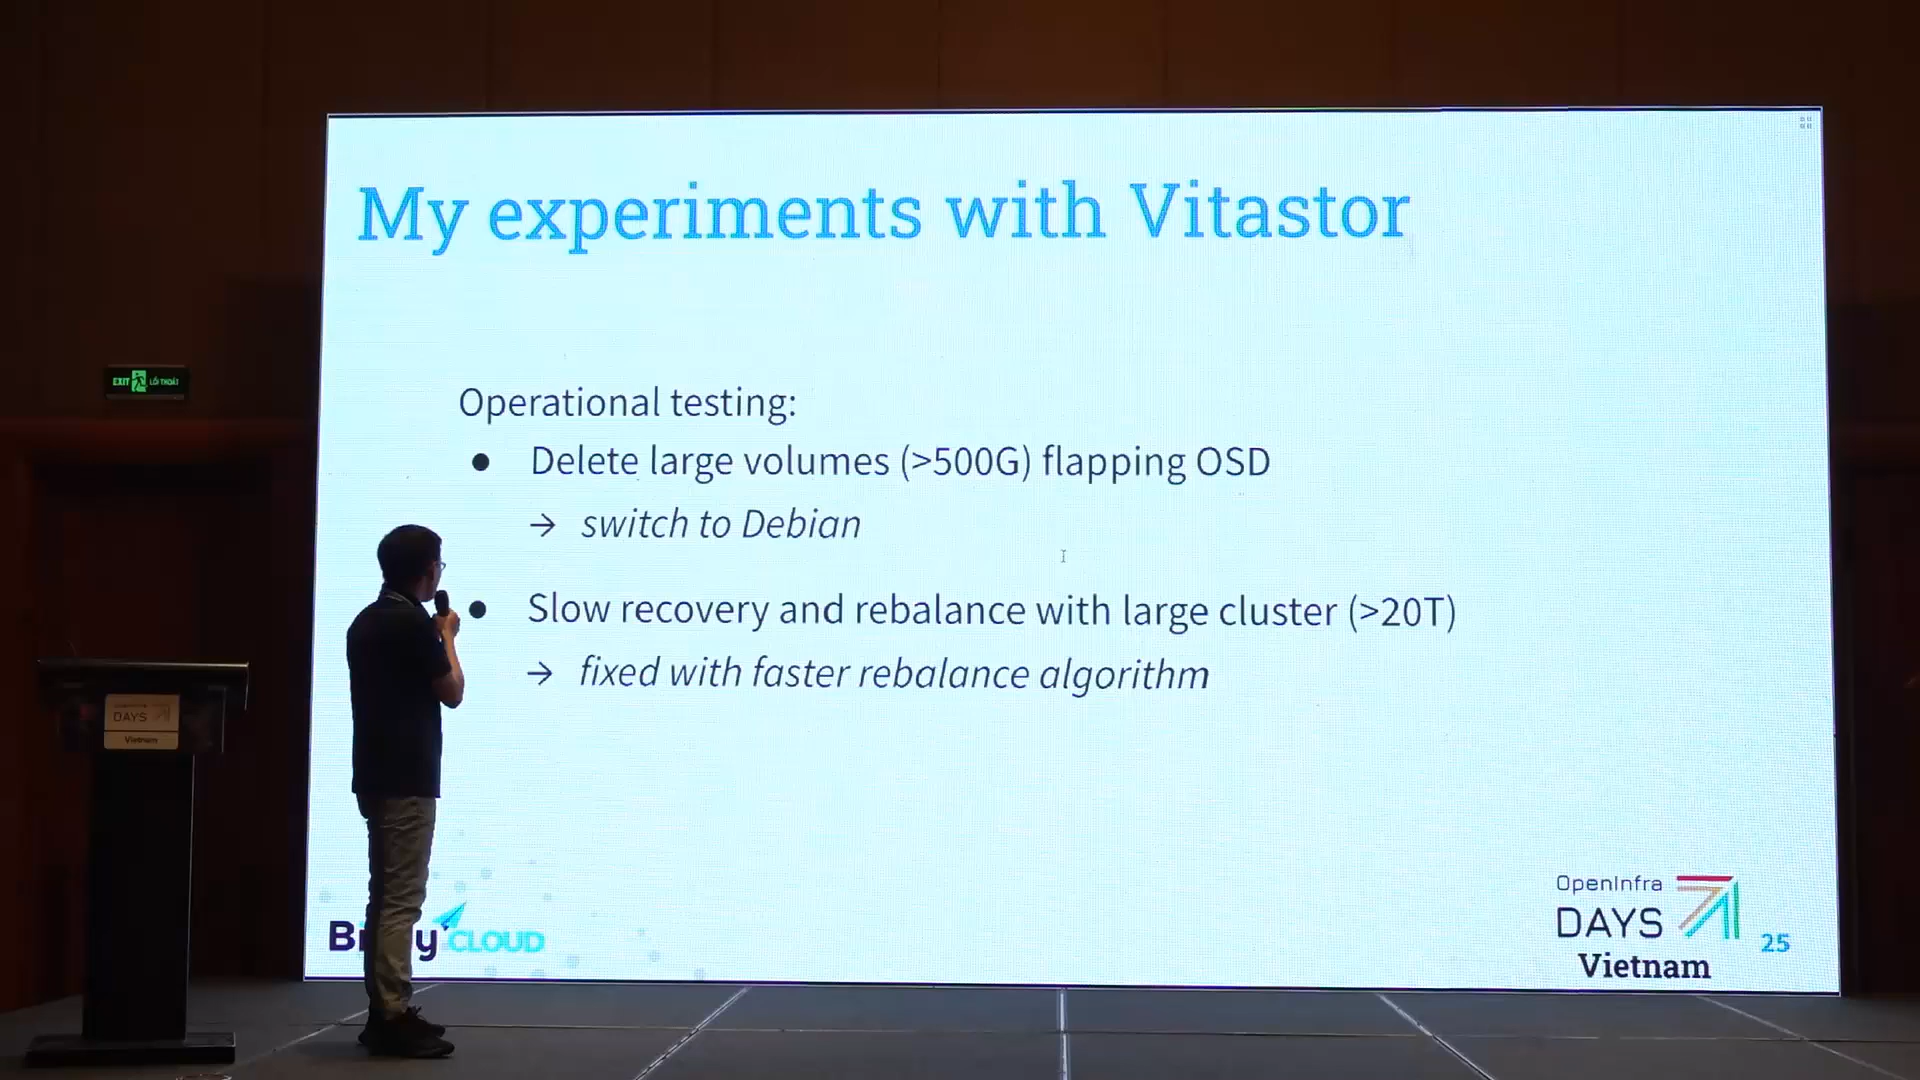 My experiments with Vitastor
EXIT LỐI THOÁT
Operational testing:
● Delete large volumes (>500G) flapping OSD
→ switch to Debian
● Slow recovery and rebalance with large cluster (>20T)
→ fixed with faster rebalance algorithm
DAYS
Vietnam
CLOUD
OpenInfra
DAYS
Vietnam
25